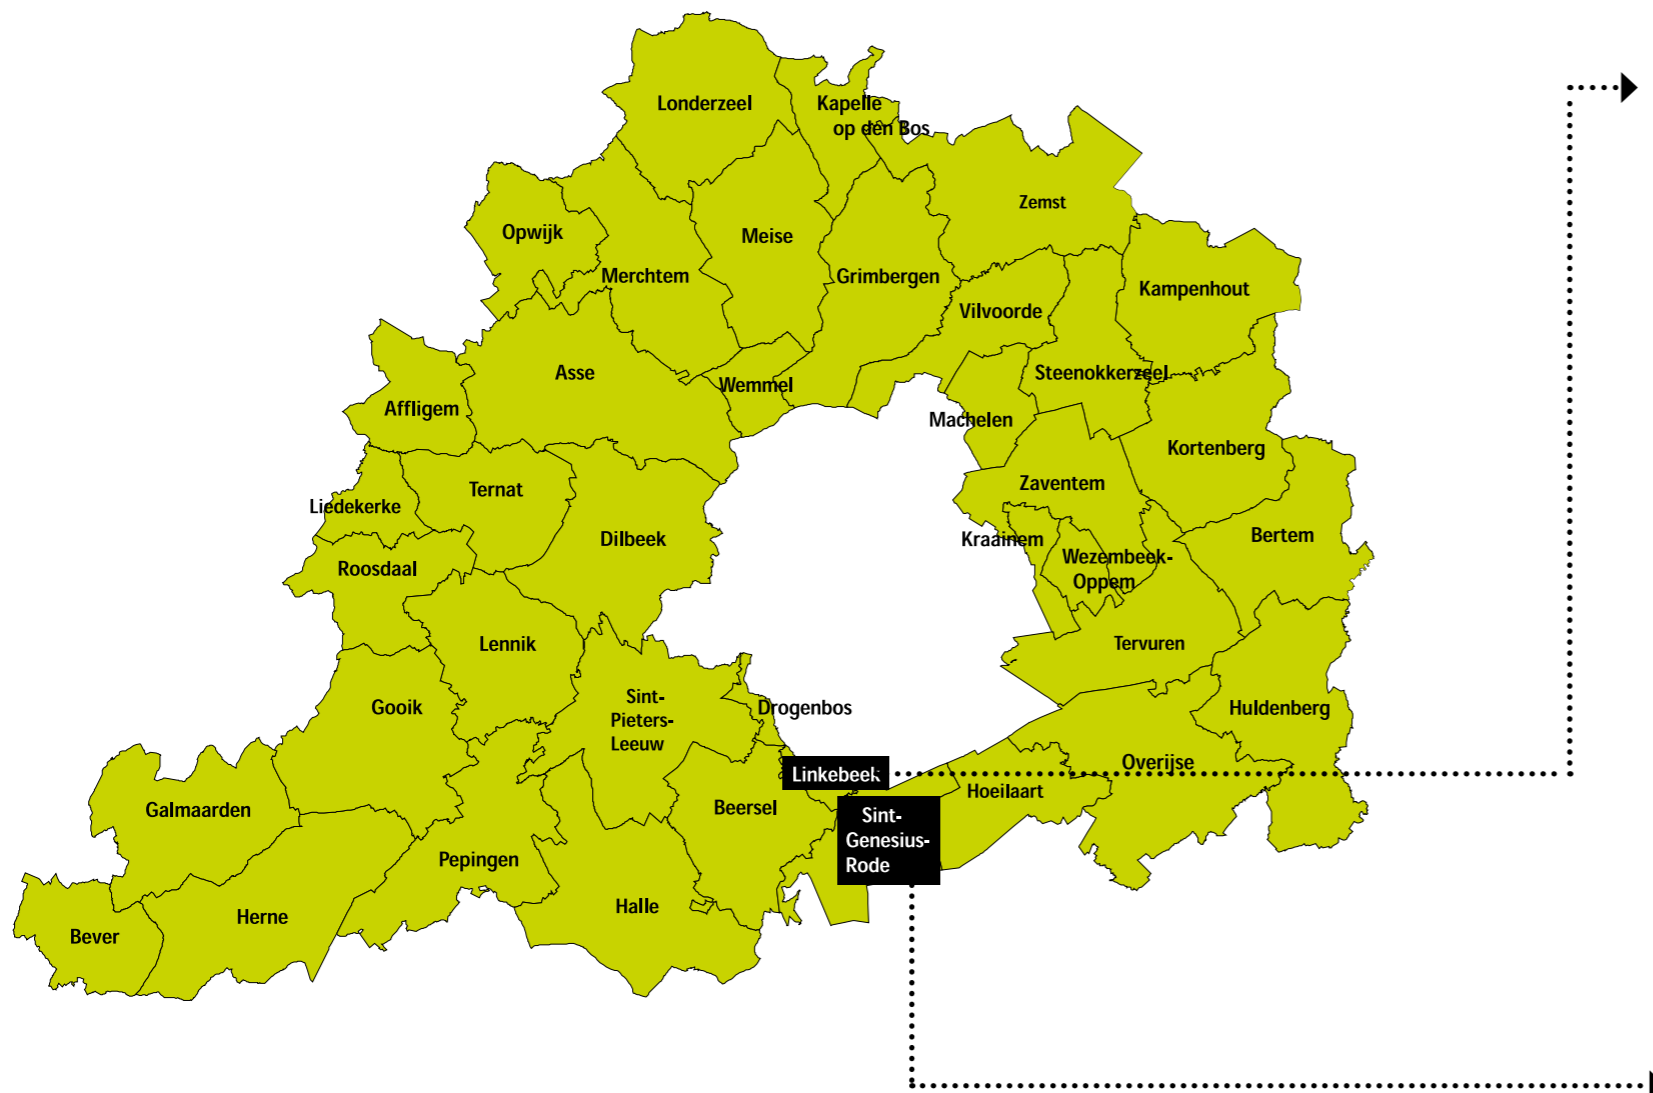 Londerzeel
Kapelle
op den Bos
Zemst
Opwijk
Meise
Merchtem
Grimbergen
Kampenhout
Vilvoorde
Asse
Wemmel
Steenokkerzeel
Affligem
Machelen
Kortenberg
Ternat
Zaventem
Liedekerke
Dilbeek
Kraainem
Bertem
Wezembeek-
Oppem
Roosdaal
Lennik
Tervuren
Sint-
Pieters-
Leeuw
Gooik
Drogenbos
Huldenberg
Overijse
Linkebeek
Hoeilaart
Galmaarden
Beersel
Sint-
Genesius-
Rode
Pepingen
Halle
Herne
Bever